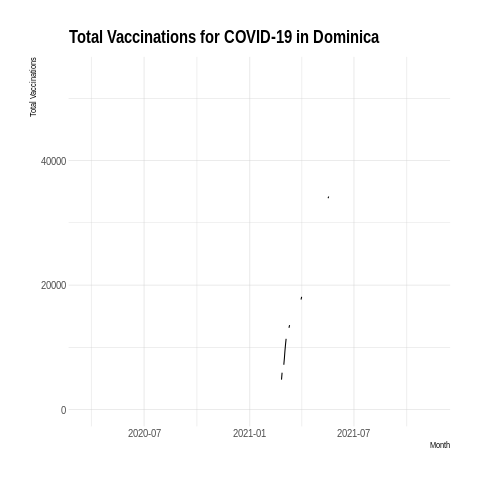 Total Vaccinations for COVID-19 in Dominica
Total Vaccinations
40000
20000
0
2020-07 2021-01 2021-07
Month